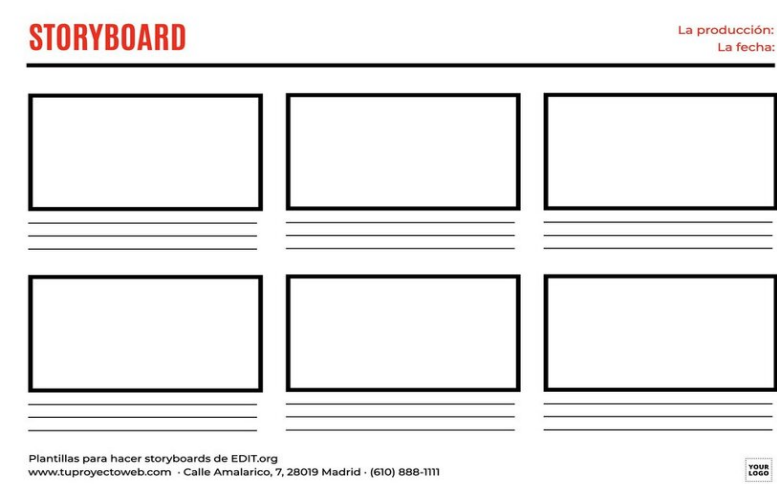 STORYBOARD
La producción:
La fecha:
Plantillas para hacer storyboards de EDIT.org
www.tuproyectoweb.com · Calle Amalarico, 7, 28019 Madrid · (610) 888-1111
YOUR
LOGO